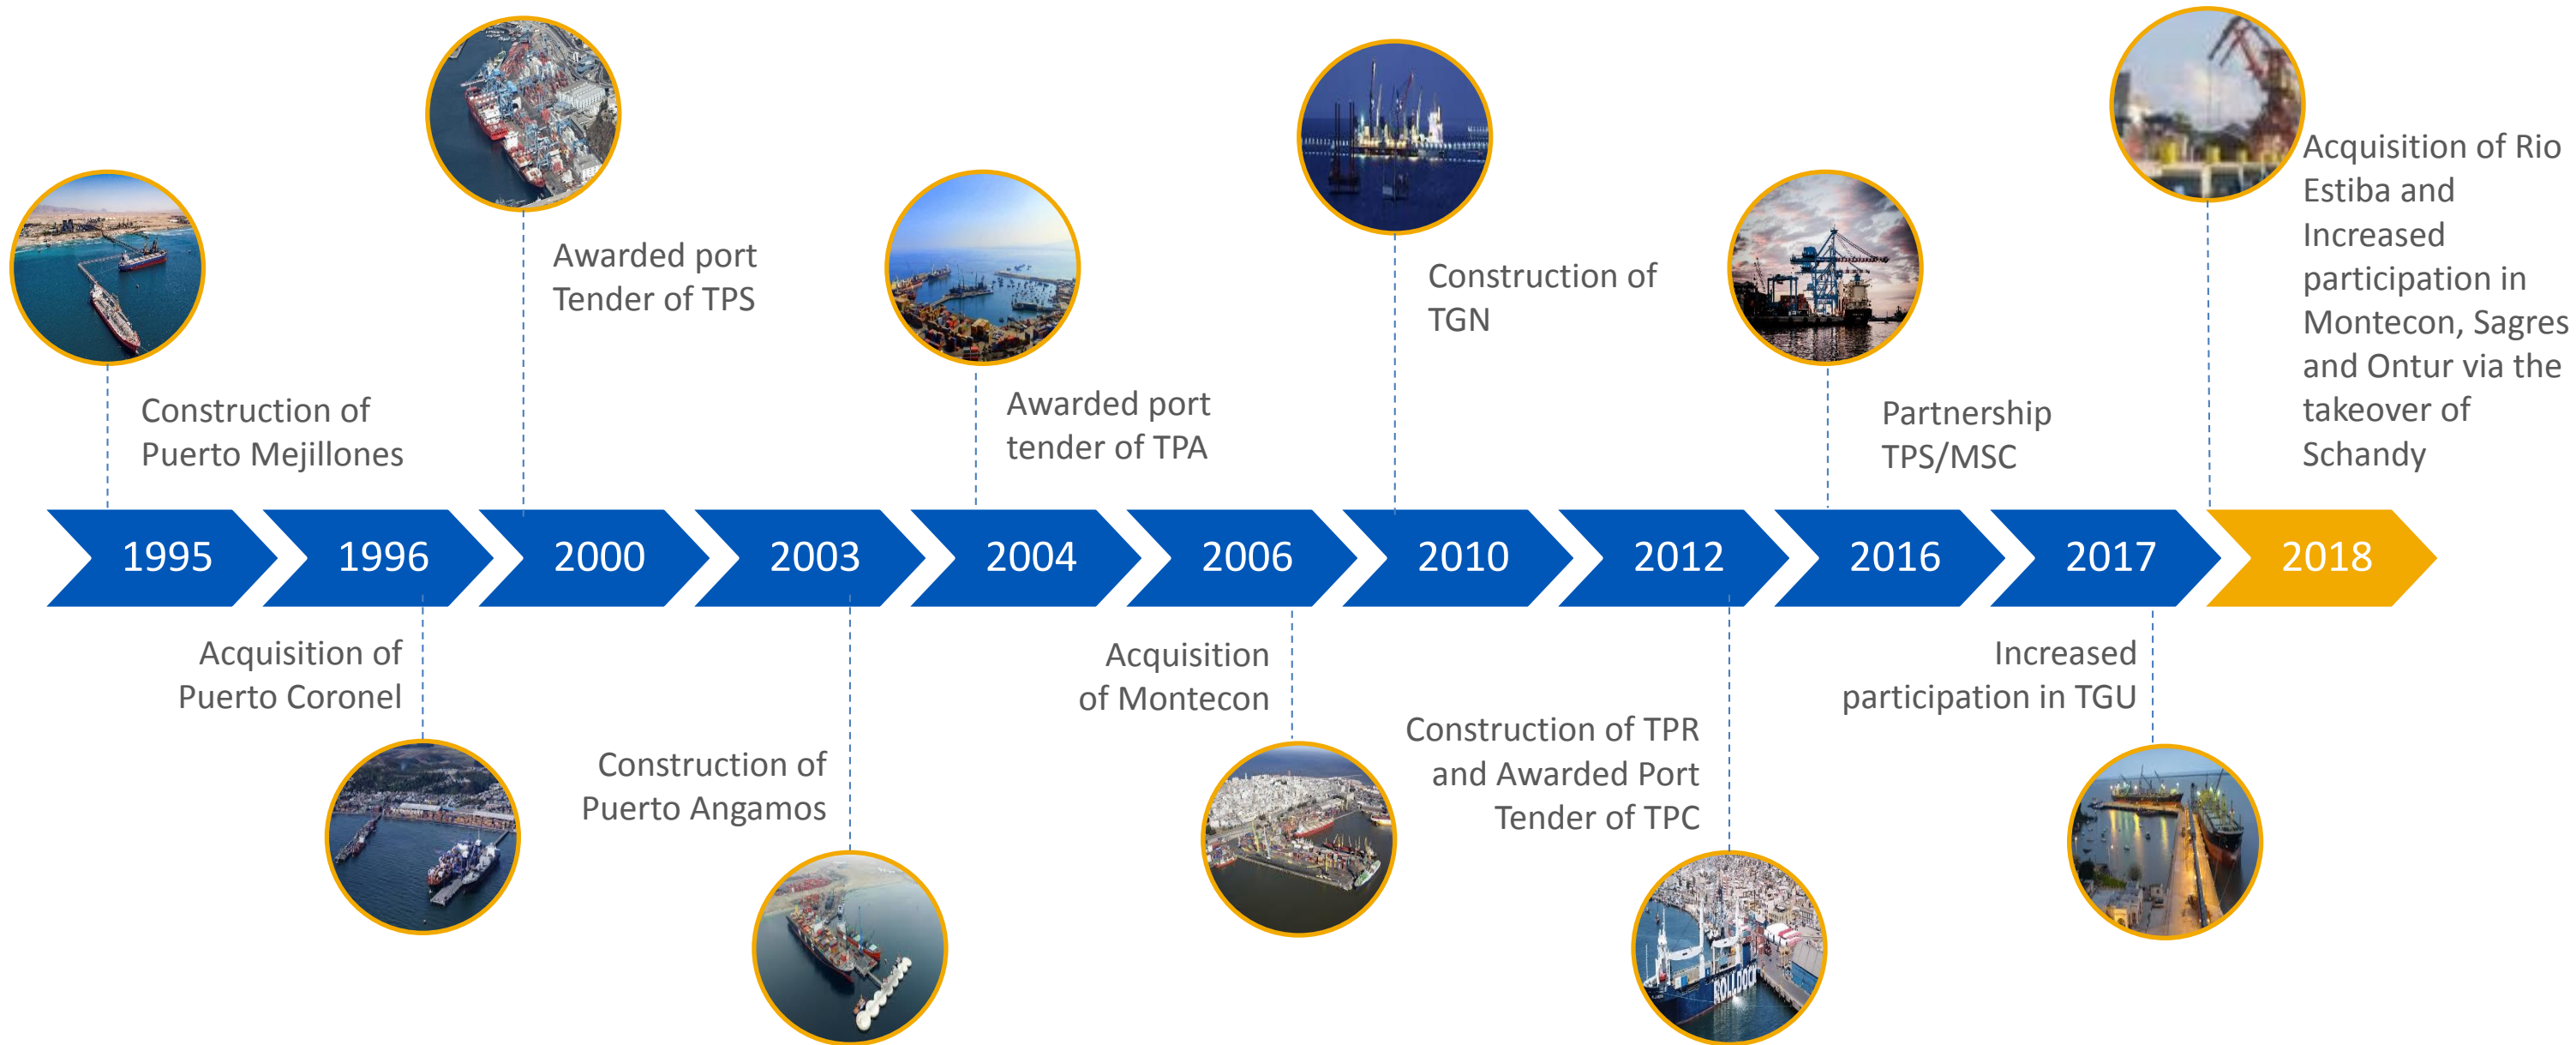 Acquisition of Rio
Estiba and
Increased
participation in
Montecon, Sagres
and Ontur via the
takeover of
Schandy
Awarded port
Tender of TPS
Construction of
TGN
Construction of
Puerto Mejillones
Awarded port
tender of TPA
Partnership
TPS/MSC
1995
1996
2000
2003
2004
2006
2010
2012
2016
2017
2018
Acquisition of
Puerto Coronel
Construction of
Puerto Angamos
Acquisition
of Montecon
Construction of TPR
and Awarded Port
Tender of TPC
Increased
participation in TGU
ROLLDOCK